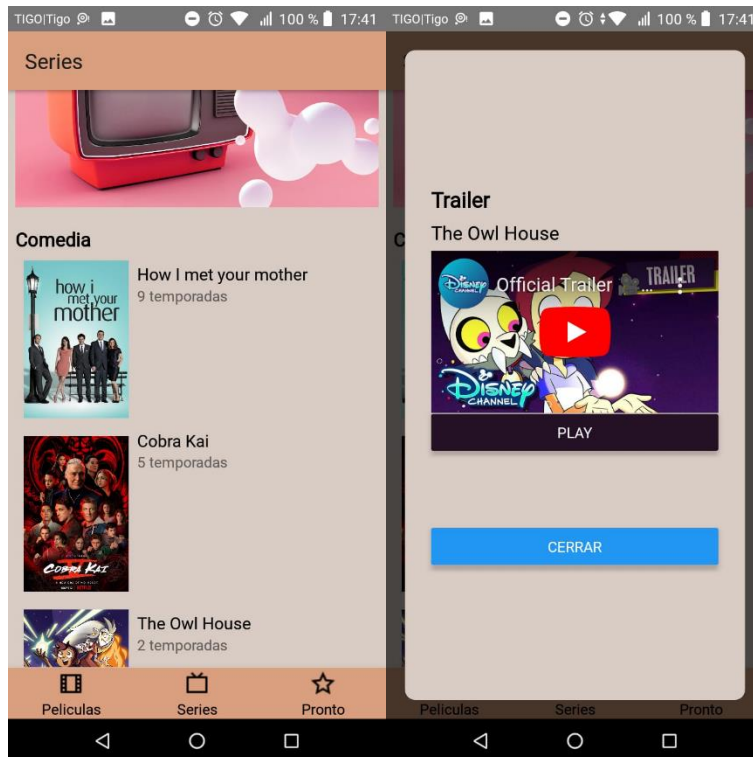 TIGO|Tigo 100 % 17:41
Series
Comedia
how i
met your
mother
How I met your mother
9 temporadas
Cobra Kai
5 temporadas
COBRA KAI
The Owl House
2 temporadas
Peliculas Series Pronto
TIGO|Tigo 100 % 17:41
Trailer
The Owl House
Disney
Official Trailer ...
TRAILER
DISNEY
CHANNEL
PLAY
CERRAR
Peliculas Series Pronto